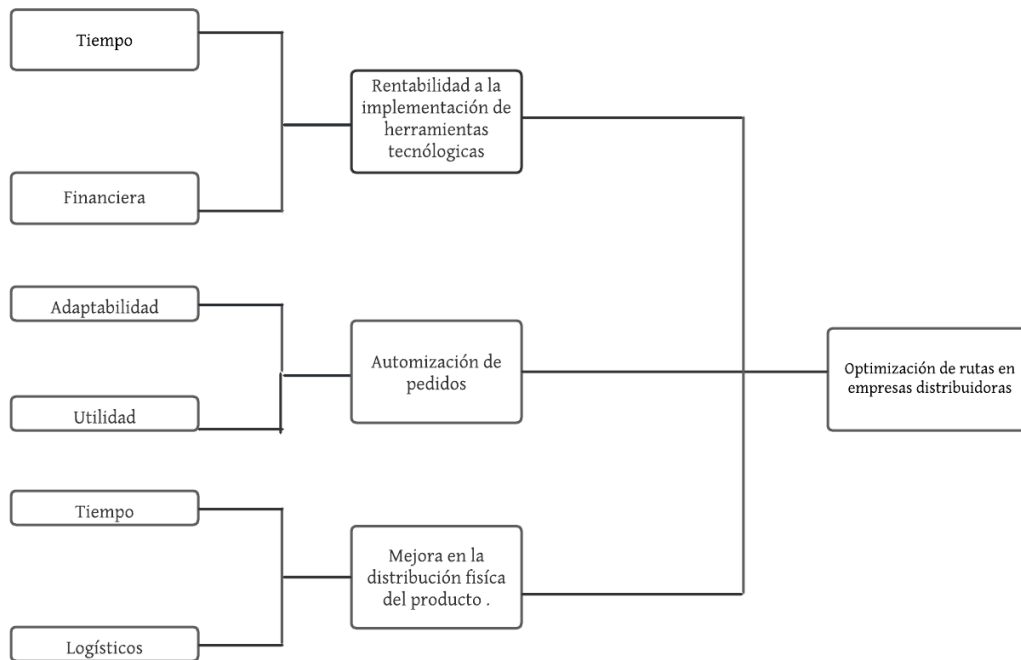 Tiempo
Rentabilidad a la
implementación de
herramientas
tecnólogicas
Financiera
Adaptabilidad
Automización de
pedidos
Utilidad
Optimización de rutas en
empresas distribuidoras
Tiempo
Mejora en la
distribución fisíca
del producto .
Logísticos